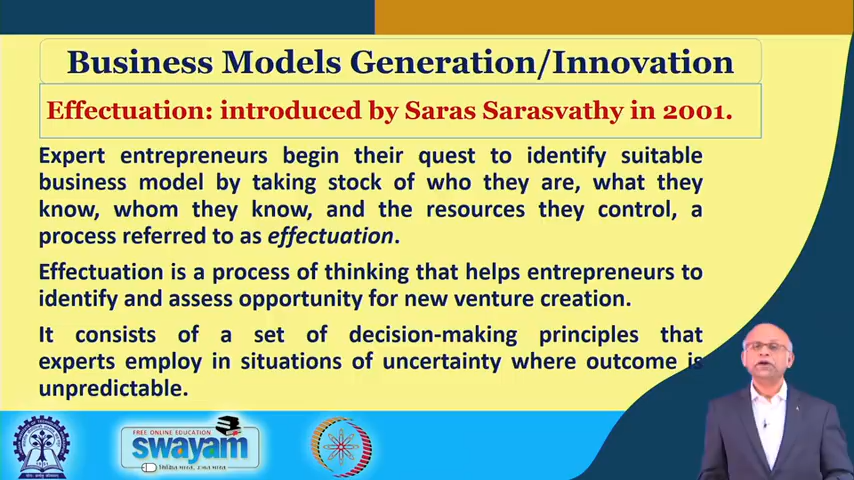 Business Models Generation/Innovation
Effectuation: introduced by Saras Sarasvathy in 2001.
Expert entrepreneurs begin their quest to identify suitable
business model by taking stock of who they are, what they
know, whom they know, and the resources they control, a
process referred to as effectuation.
Effectuation is a process of thinking that helps entrepreneurs to
identify and assess opportunity for new venture creation.
It consists of a set of decision-making principles that
experts employ in situations of uncertainty where outcome is
unpredictable.
FREE ONLINE EDUCATION
swayam